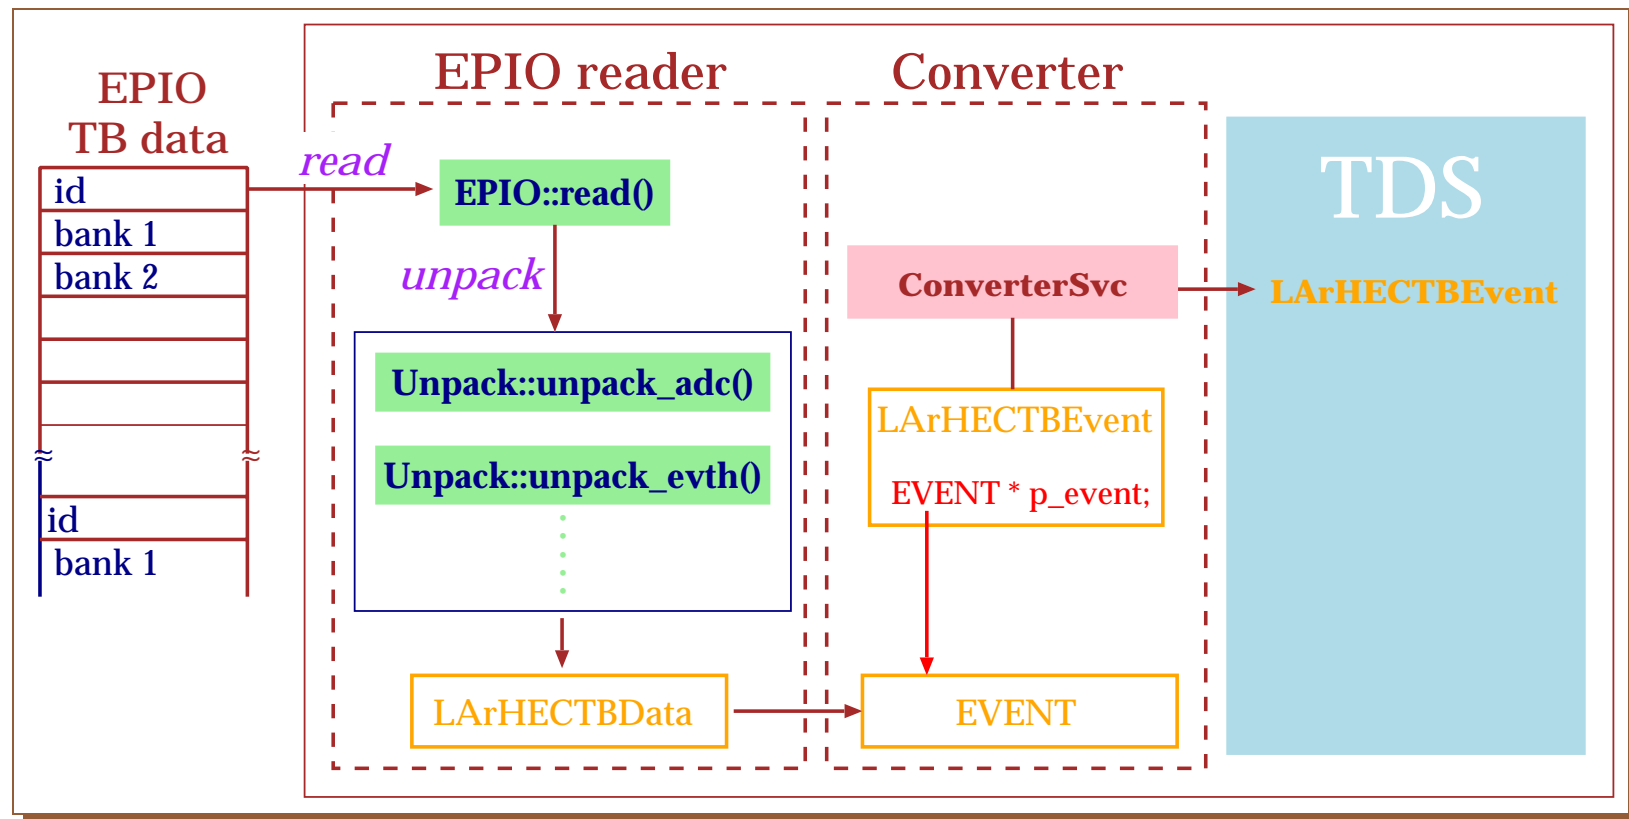 EPIO
TB data
id
bank 1
bank 2
≈ ≈
id
bank 1
EPIO reader
read
EPIO::read()
unpack
Unpack::unpack_adc()
Unpack::unpack_evth()
LArHECTBData
Converter
ConverterSvc
LArHECTBEvent
EVENT * p_event;
EVENT
TDS
LArHECTBEvent